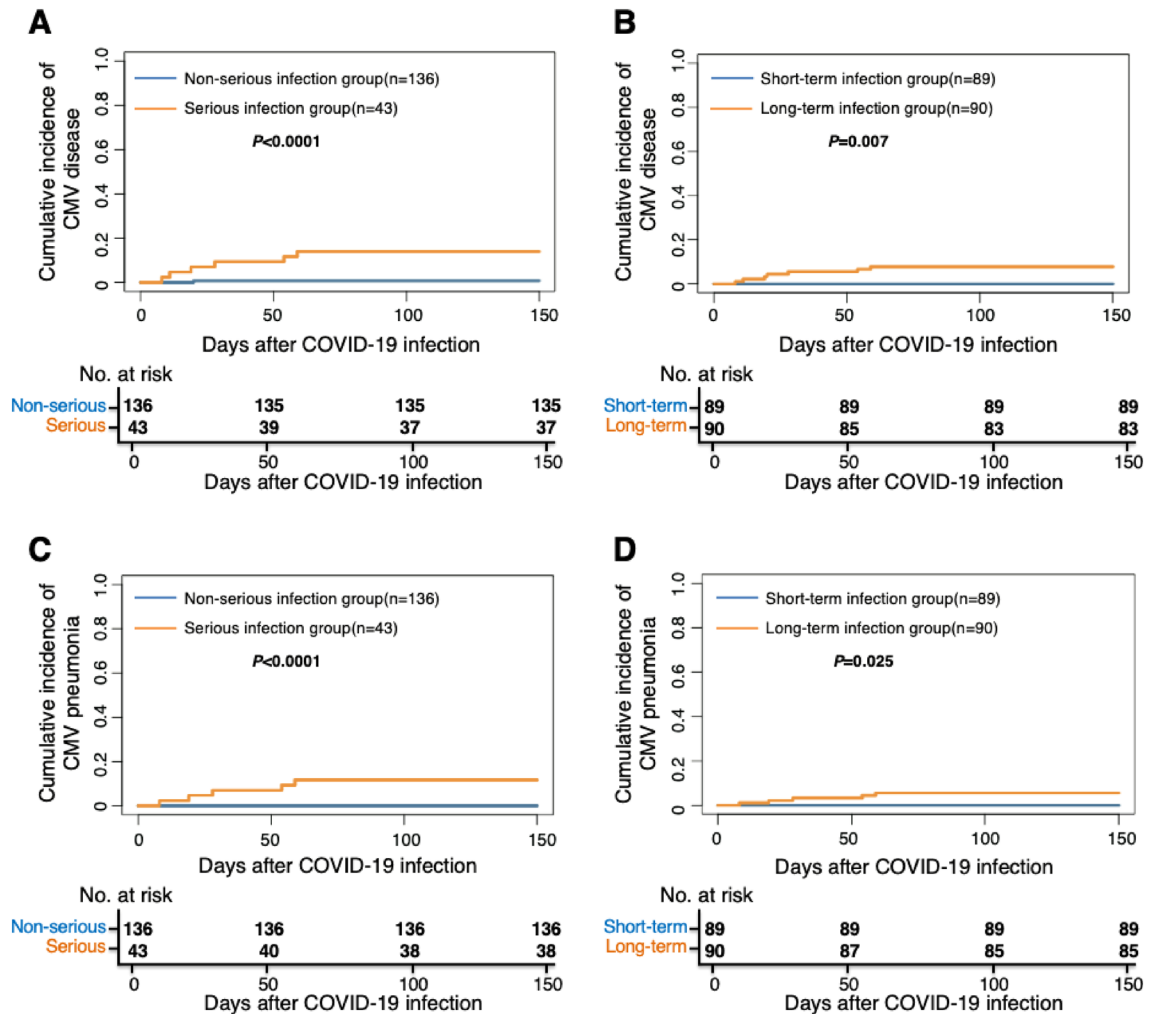 A
Cumulative incidence of
CMV disease
1.0
0.8
0.6
0.4
0.2
0
Non-serious infection group(n=136)
Serious infection group(n=43)
P<0.0001
0 50 100 150
Days after COVID-19 infection
No. at risk
Non-serious 136 135 135 135
Serious 43 39 37 37
0 50 100 150
Days after COVID-19 infection
B
Cumulative incidence of
CMV disease
1.0
0.8
0.6
0.4
0.2
0
Short-term infection group(n=89)
Long-term infection group(n=90)
P=0.007
0 50 100 150
Days after COVID-19 infection
No. at risk
Short-term 89 89 89 89
Long-term 90 85 83 83
0 50 100 150
Days after COVID-19 infection
C
Cumulative incidence of
CMV pneumonia
1.0
0.8
0.6
0.4
0.2
0
Non-serious infection group(n=136)
Serious infection group(n=43)
P<0.0001
0 50 100 150
Days after COVID-19 infection
No. at risk
Non-serious 136 136 136 136
Serious 43 40 38 38
0 50 100 150
Days after COVID-19 infection
D
Cumulative incidence of
CMV pneumonia
1.0
0.8
0.6
0.4
0.2
0
Short-term infection group(n=89)
Long-term infection group(n=90)
P=0.025
0 50 100 150
Days after COVID-19 infection
No. at risk
Short-term 89 89 89 89
Long-term 90 87 85 85
0 50 100 150
Days after COVID-19 infection